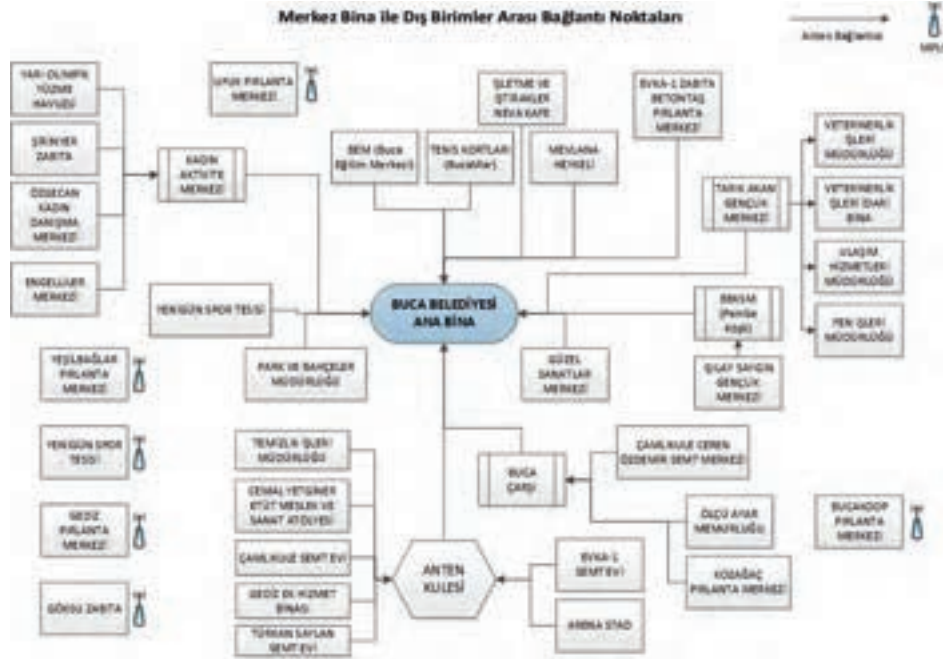 Merkez Bina ile Dış Birimler Arası Bağlantı Noktaları
Anten Bağlantısı
YARI OLİMPİK
YÜZME
HAVUZU
UFUK PIRLANTA
MERKEZİ
İŞLETME VE
İŞTİRAKLER
NEVA KAFE
EVKA-1 ZABITA
BETONTAŞ
PIRLANTA
MERKEZİ
VETERİNERLİK
İŞLERİ
MÜDÜRLÜĞÜ
ŞİRİNYER
ZABITA
KADIN
AKTİVİTE
MERKEZİ
BEM (Buca
Eğitim Merkezi)
TENİS KORTLARI
MEVLANA
HEYKELİ
TARIK AKAN
GENÇLİK
MERKEZİ
VETERİNERLİK
İŞLERİ İDARİ
BİNA
ÖZGECAN
KADIN
DANIŞMA
MERKEZİ
ULAŞIM
HİZMETLERİ
MÜDÜRLÜĞÜ
ENGELLİLER
MERKEZİ
YENİGÜN SPOR TESİSİ
BUCA BELEDİYESİ
ANA BİNA
(Pembe
Köşk)
FEN İŞLERİ
MÜDÜRLÜĞÜ
YEŞİLBAĞLAR
PIRLANTA
MERKEZİ
PARK VE BAHÇELER
MÜDÜRLÜĞÜ
GÜZEL
SANATLAR
MERKEZİ
IŞILAY SAYGIN
GENÇLİK
MERKEZİ
YENİGÜN SPOR
TESİSİ
TEMİZLİK İŞLERİ
MÜDÜRLÜĞÜ
BUCA
ÇARŞI
ÇAMLIKULE CEREN
ÖZDEMİR SEMT MERKEZİ
CEMAL YETGİNER
ETÜT MESLEK VE
SANAT ATÖLYESİ
ÖLÇÜ AYAR
MEMURLUĞU
BUCAKOOP
PIRLANTA
MERKEZİ
GEDİZ
PIRLANTA
MERKEZİ
ÇAMLIKULE SEMT EVİ
ANTEN
KULESİ
EVKA-1
SEMT EVİ
KOZAĞAÇ
PIRLANTA MERKEZİ
GEDİZ EK HİZMET
BİNASI
GÖKSU ZABITA
TÜRKAN SAYLAN
SEMT EVİ
ARENA STAD